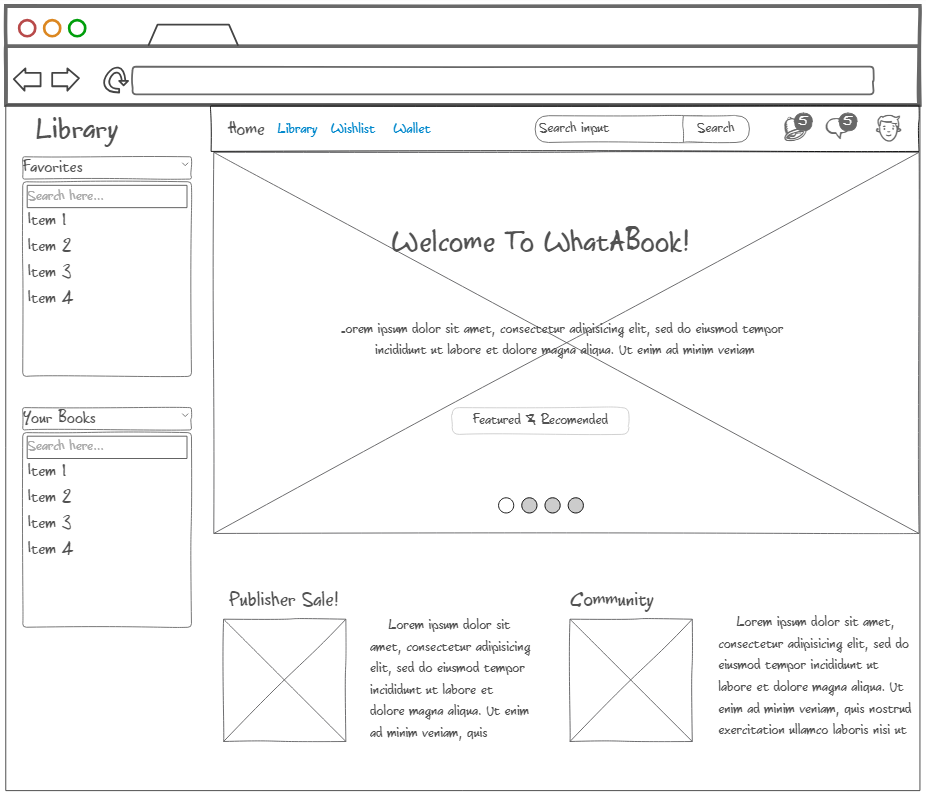 Library
Home Library Wishlist Wallet Search input Search 5 5
Favorites
Search here...
Item 1
Item 2
Item 3
Item 4
Your Books
Search here...
Item 1
Item 2
Item 3
Item 4
Welcome To WhatABook!
Lorem ipsum dolor sit amet, consectetur adipisicing elit, sed do eiusmod tempor
incididunt ut labore et dolore magna aliqua. Ut enim ad minim veniam
Featured & Recomended
Publisher Sale!
Lorem ipsum dolor sit
amet, consectetur adipisicing
elit, sed do eiusmod tempor
incididunt ut labore et
dolore magna aliqua. Ut enim
ad minim veniam, quis
Community
Lorem ipsum dolor sit amet,
consectetur adipisicing elit, sed do
eiusmod tempor incididunt ut
labore et dolore magna aliqua. Ut
enim ad minim veniam, quis nostrud
exercitation ullamco laboris nisi ut